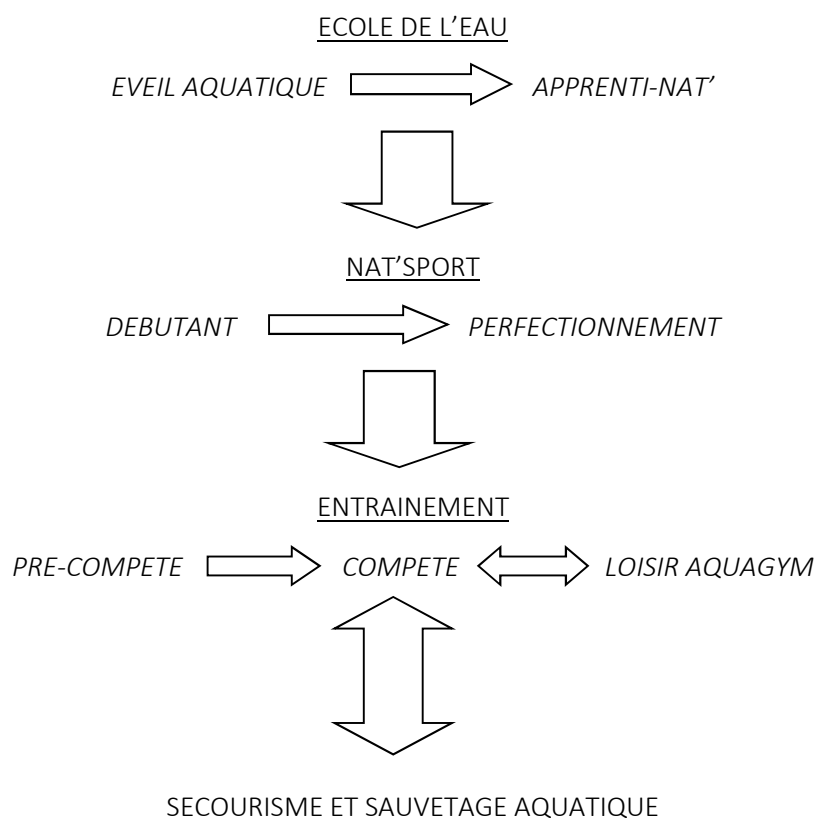 ECOLE DE L’EAU
EVEIL AQUATIQUE APPRENTI-NAT’
NAT’SPORT
DEBUTANT PERFECTIONNEMENT
ENTRAINEMENT
PRE-COMPETE COMPETE LOISIR AQUAGYM
SECOURISME ET SAUVETAGE AQUATIQUE